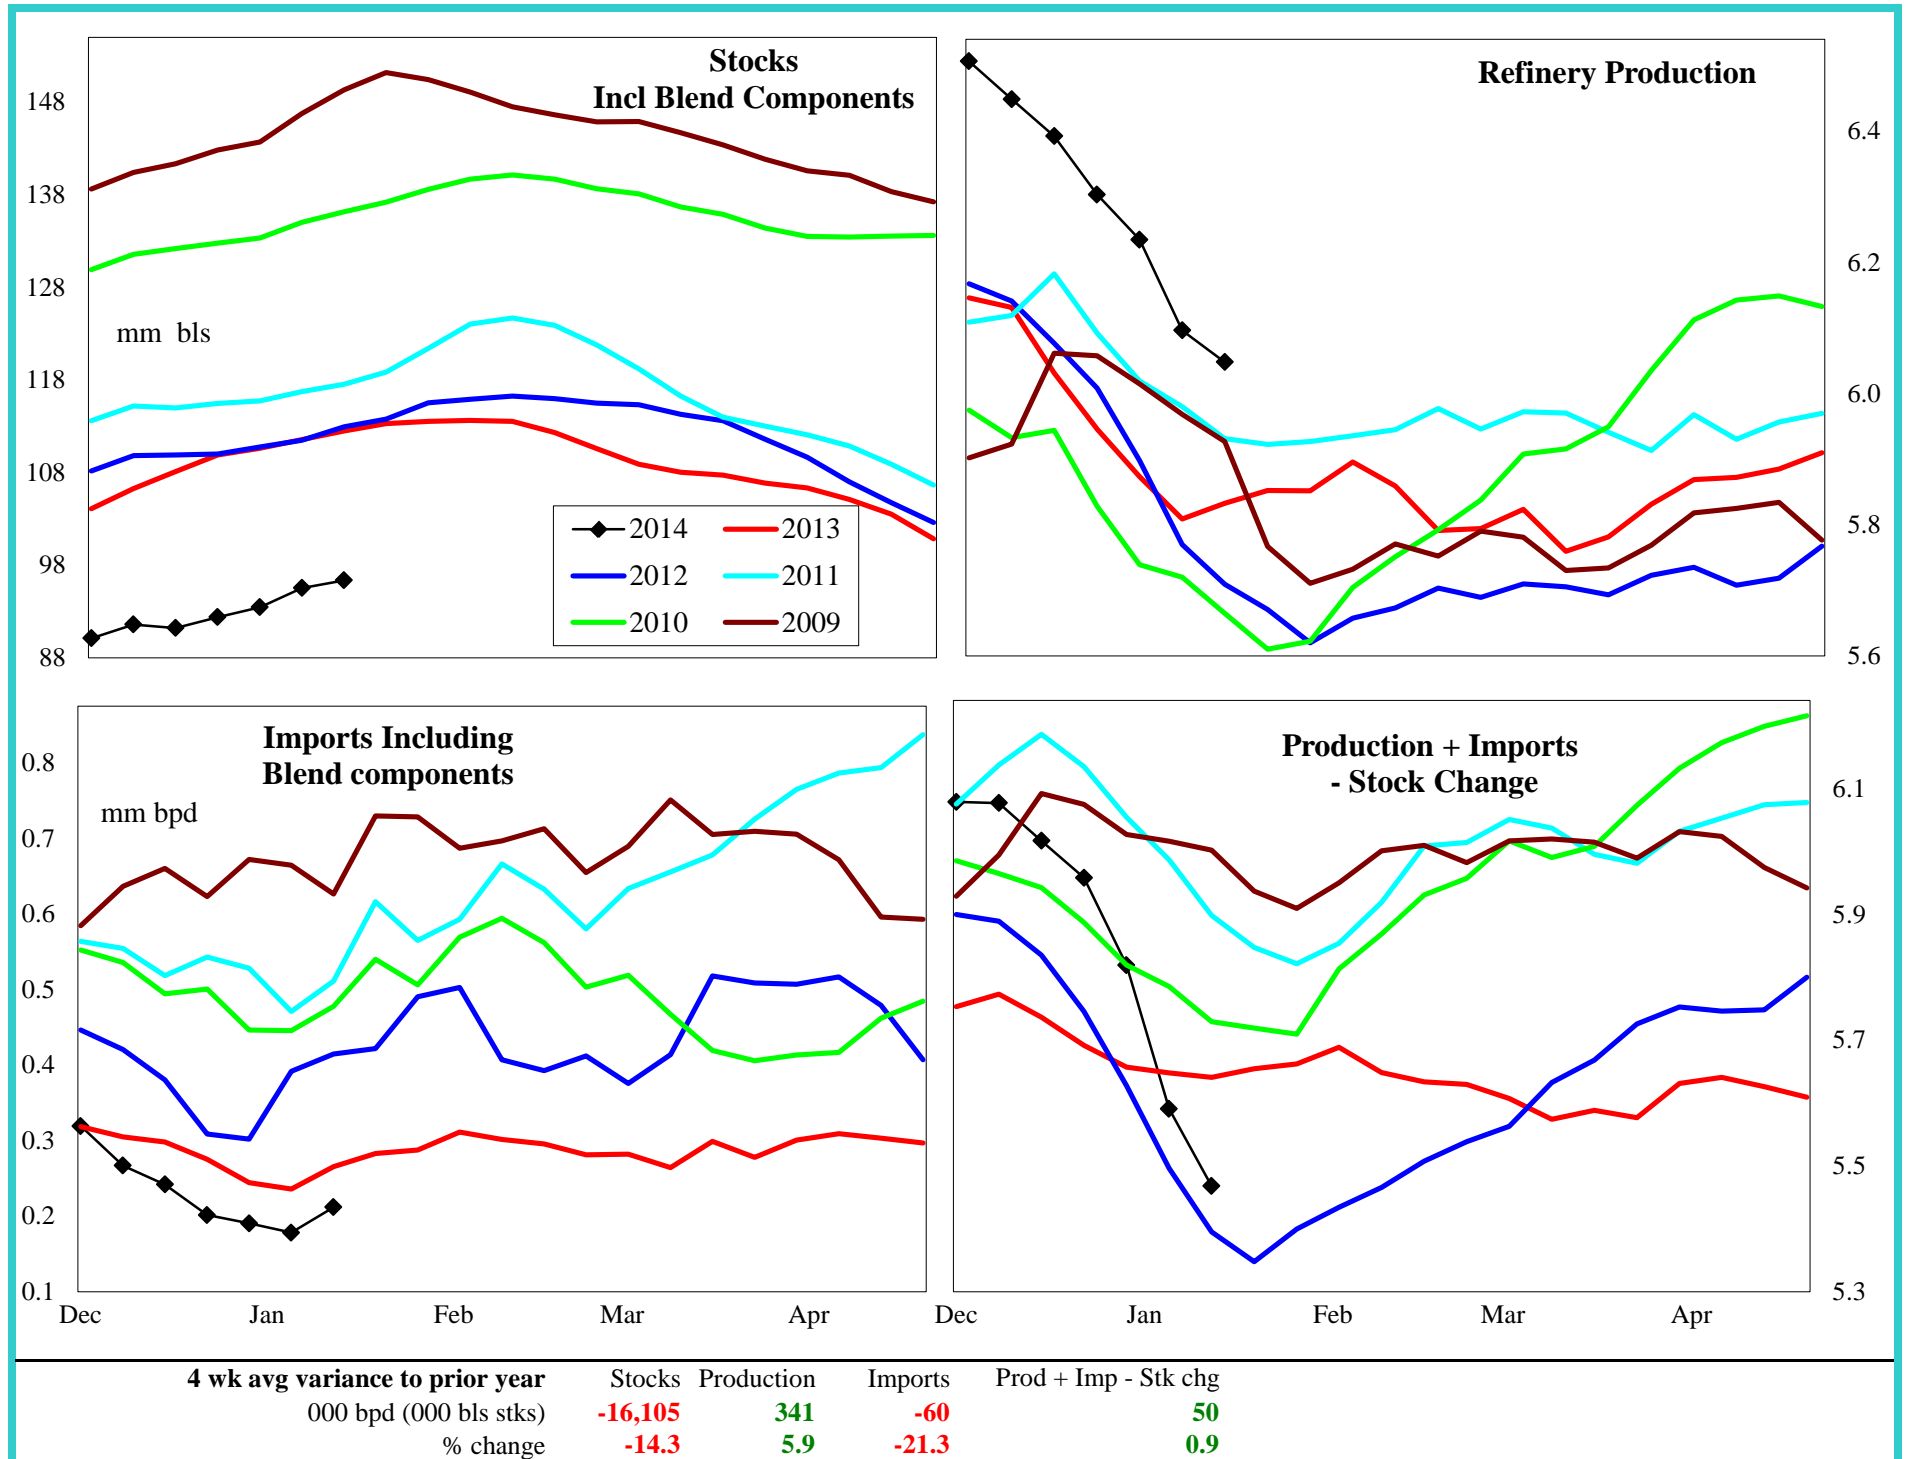 Stocks
Incl Blend Components
148
138
128
118
108
98
88
mm bls
2014 2013
2012 2011
2010 2009
Refinery Production
6.4
6.2
6.0
5.8
5.6
Imports Including
Blend components
mm bpd
0.8
0.7
0.6
0.5
0.4
0.3
0.2
0.1
Dec Jan Feb Mar Apr
Production + Imports
- Stock Change
6.1
5.9
5.7
5.5
5.3
Dec Jan Feb Mar Apr
4 wk avg variance to prior year Stocks Production Imports Prod + Imp - Stk chg
000 bpd (000 bls stks) -16,105 341 -60 50
% change -14.3 5.9 -21.3 0.9